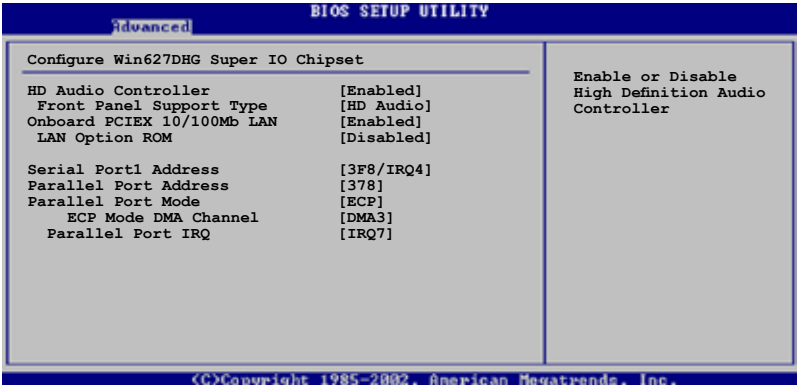 BIOS SETUP UTILITY
Advanced
Configure Win627DHG Super IO Chipset
HD Audio Controller [Enabled]
Front Panel Support Type [HD Audio]
Onboard PCIEX 10/100Mb LAN [Enabled]
LAN Option ROM [Disabled]
Serial Port1 Address [3F8/IRQ4]
Parallel Port Address [378]
Parallel Port Mode [ECP]
ECP Mode DMA Channel [DMA3]
Parallel Port IRQ [IRQ7]
Enable or Disable
High Definition Audio
Controller
(C)Copyright 1985-2002, American Megatrends, Inc.